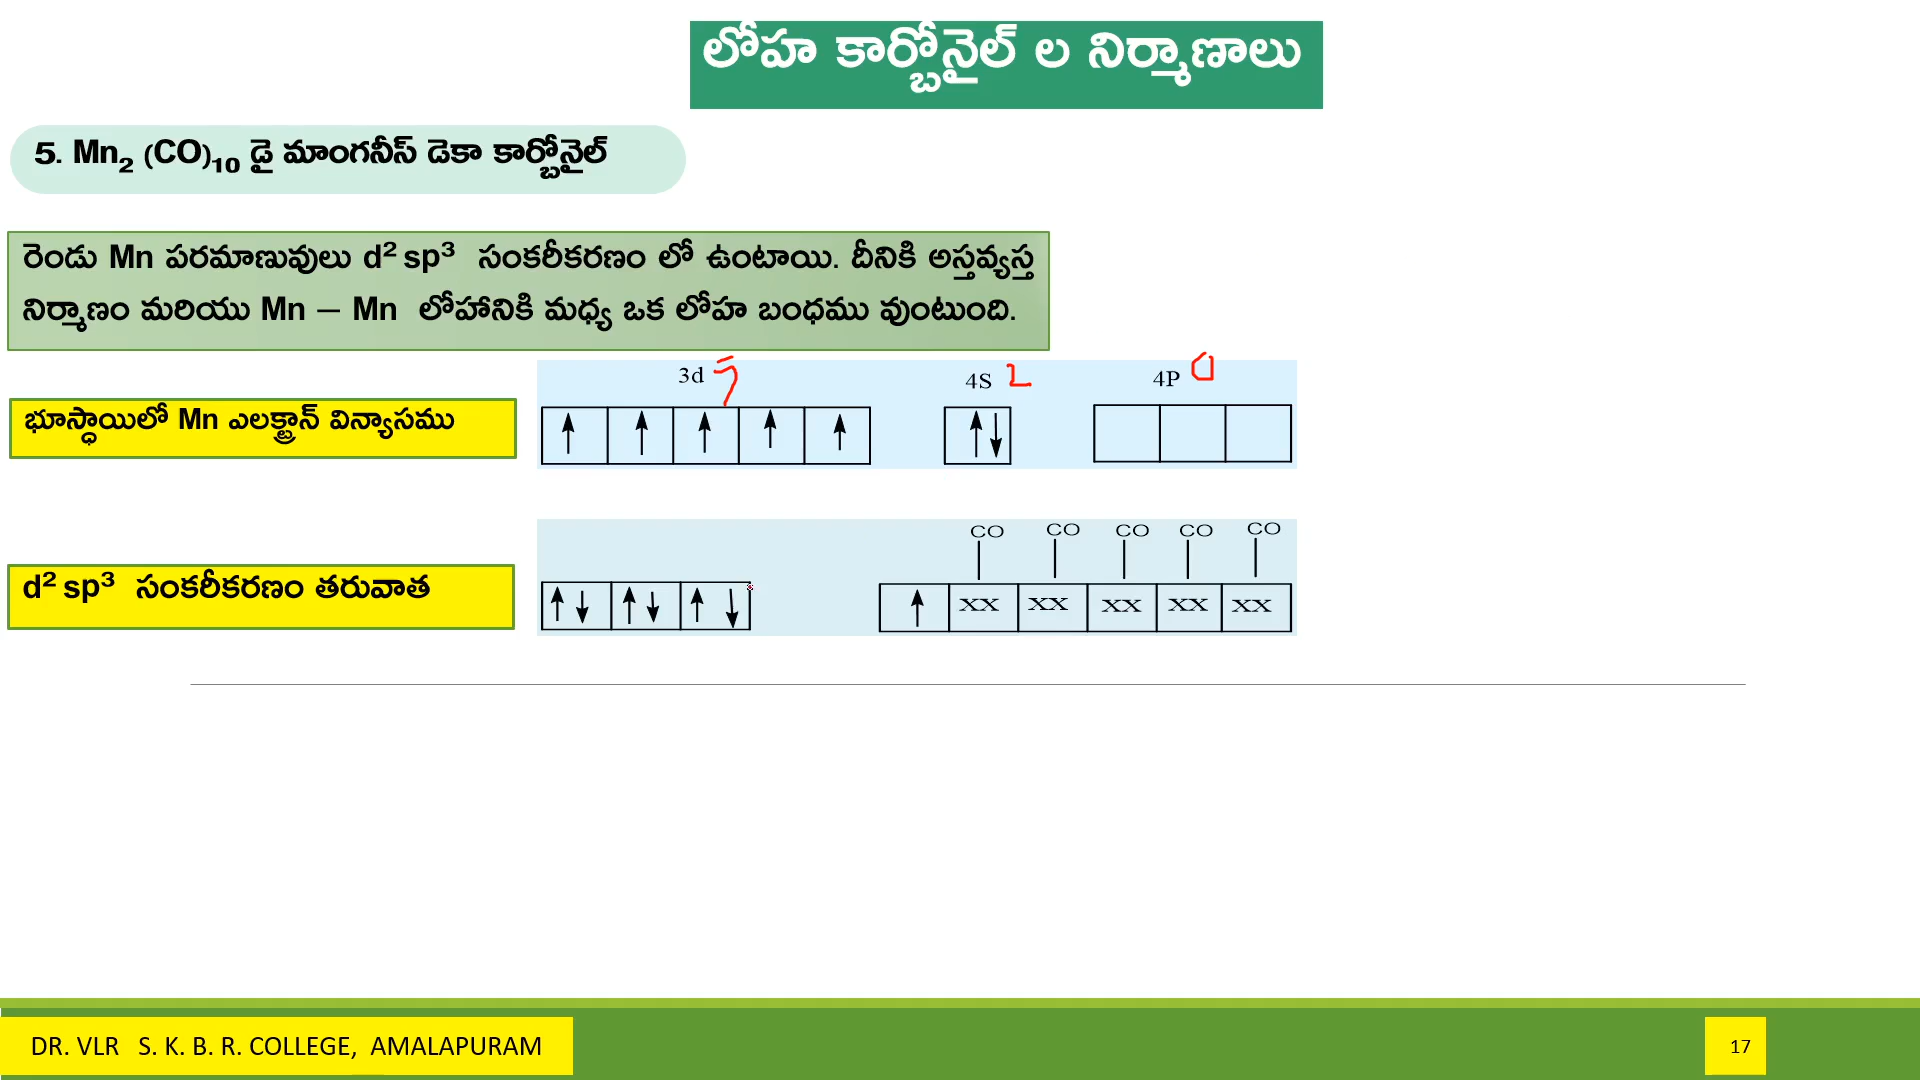 లోహ కార్బోనైల్ ల నిర్మాణాలు
5. Mn₂ (CO)₁₀ డై మాంగనీస్ డెకా కార్బోనైల్
రెండు Mn పరమాణువులు d² sp³ సంకరీకరణం లో ఉంటాయి. దీనికి అస్తవ్యస్త
నిర్మాణం మరియు Mn – Mn లోహానికి మధ్య ఒక లోహ బంధము వుంటుంది.
3d 5 4S 2 4P 0
భూస్థాయిలో Mn ఎలక్ట్రాన్ విన్యాసము
CO CO CO CO CO
d² sp³ సంకరీకరణం తరువాత
XX XX XX XX XX
DR. VLR S. K. B. R. COLLEGE, AMALAPURAM
17